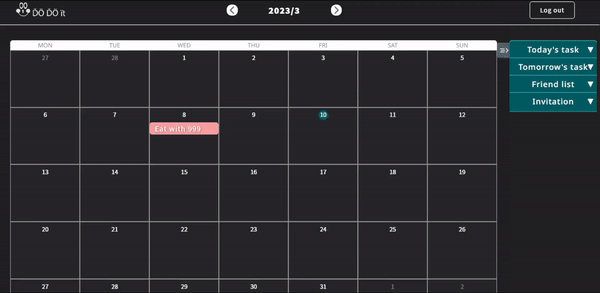 DO DO it
2023/3
Log out
MON TUE WED THU FRI SAT SUN
27 28 1 2 3 4 5
6 7 8 9 10 11 12
Eat with 999
13 14 15 16 17 18 19
20 21 22 23 24 25 26
27 28 29 30 31 1 2
Today's task▼
Tomorrow's task▼
Friend list ▼
Invitation ▼